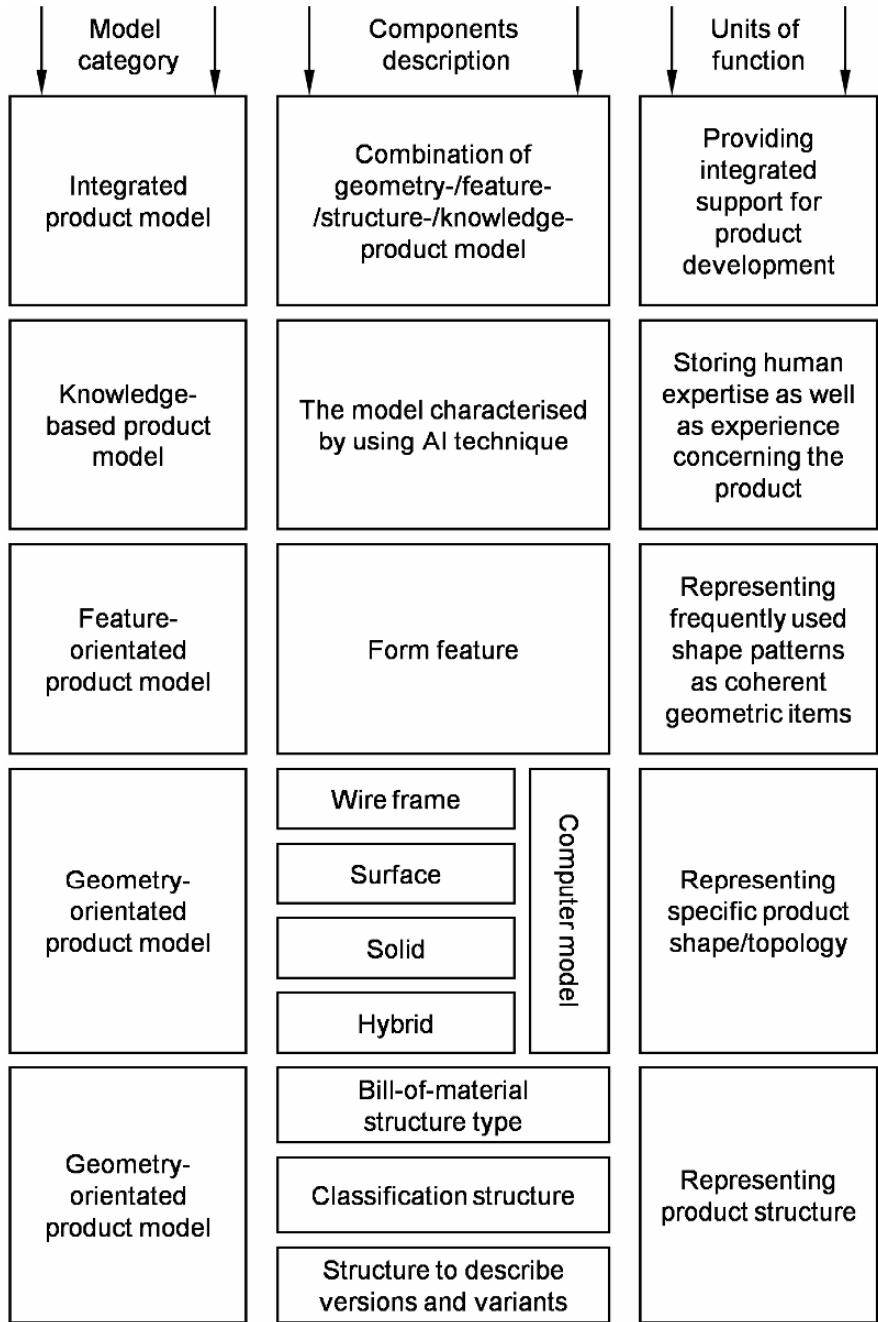 Model
category
Components
description
Units of
function
Integrated
product model
Combination of
geometry-/feature-
/structure-/knowledge-
product model
Providing
integrated
support for
product
development
Knowledge-
based product
model
The model characterised
by using AI technique
Storing human
expertise as well
as experience
concerning the
product
Feature-
orientated
product model
Form feature
Representing
frequently used
shape patterns
as coherent
geometric items
Geometry-
orientated
product model
Wire frame
Surface
Solid
Hybrid
Computer model
Representing
specific product
shape/topology
Geometry-
orientated
product model
Bill-of-material
structure type
Classification structure
Structure to describe
versions and variants
Representing
product structure